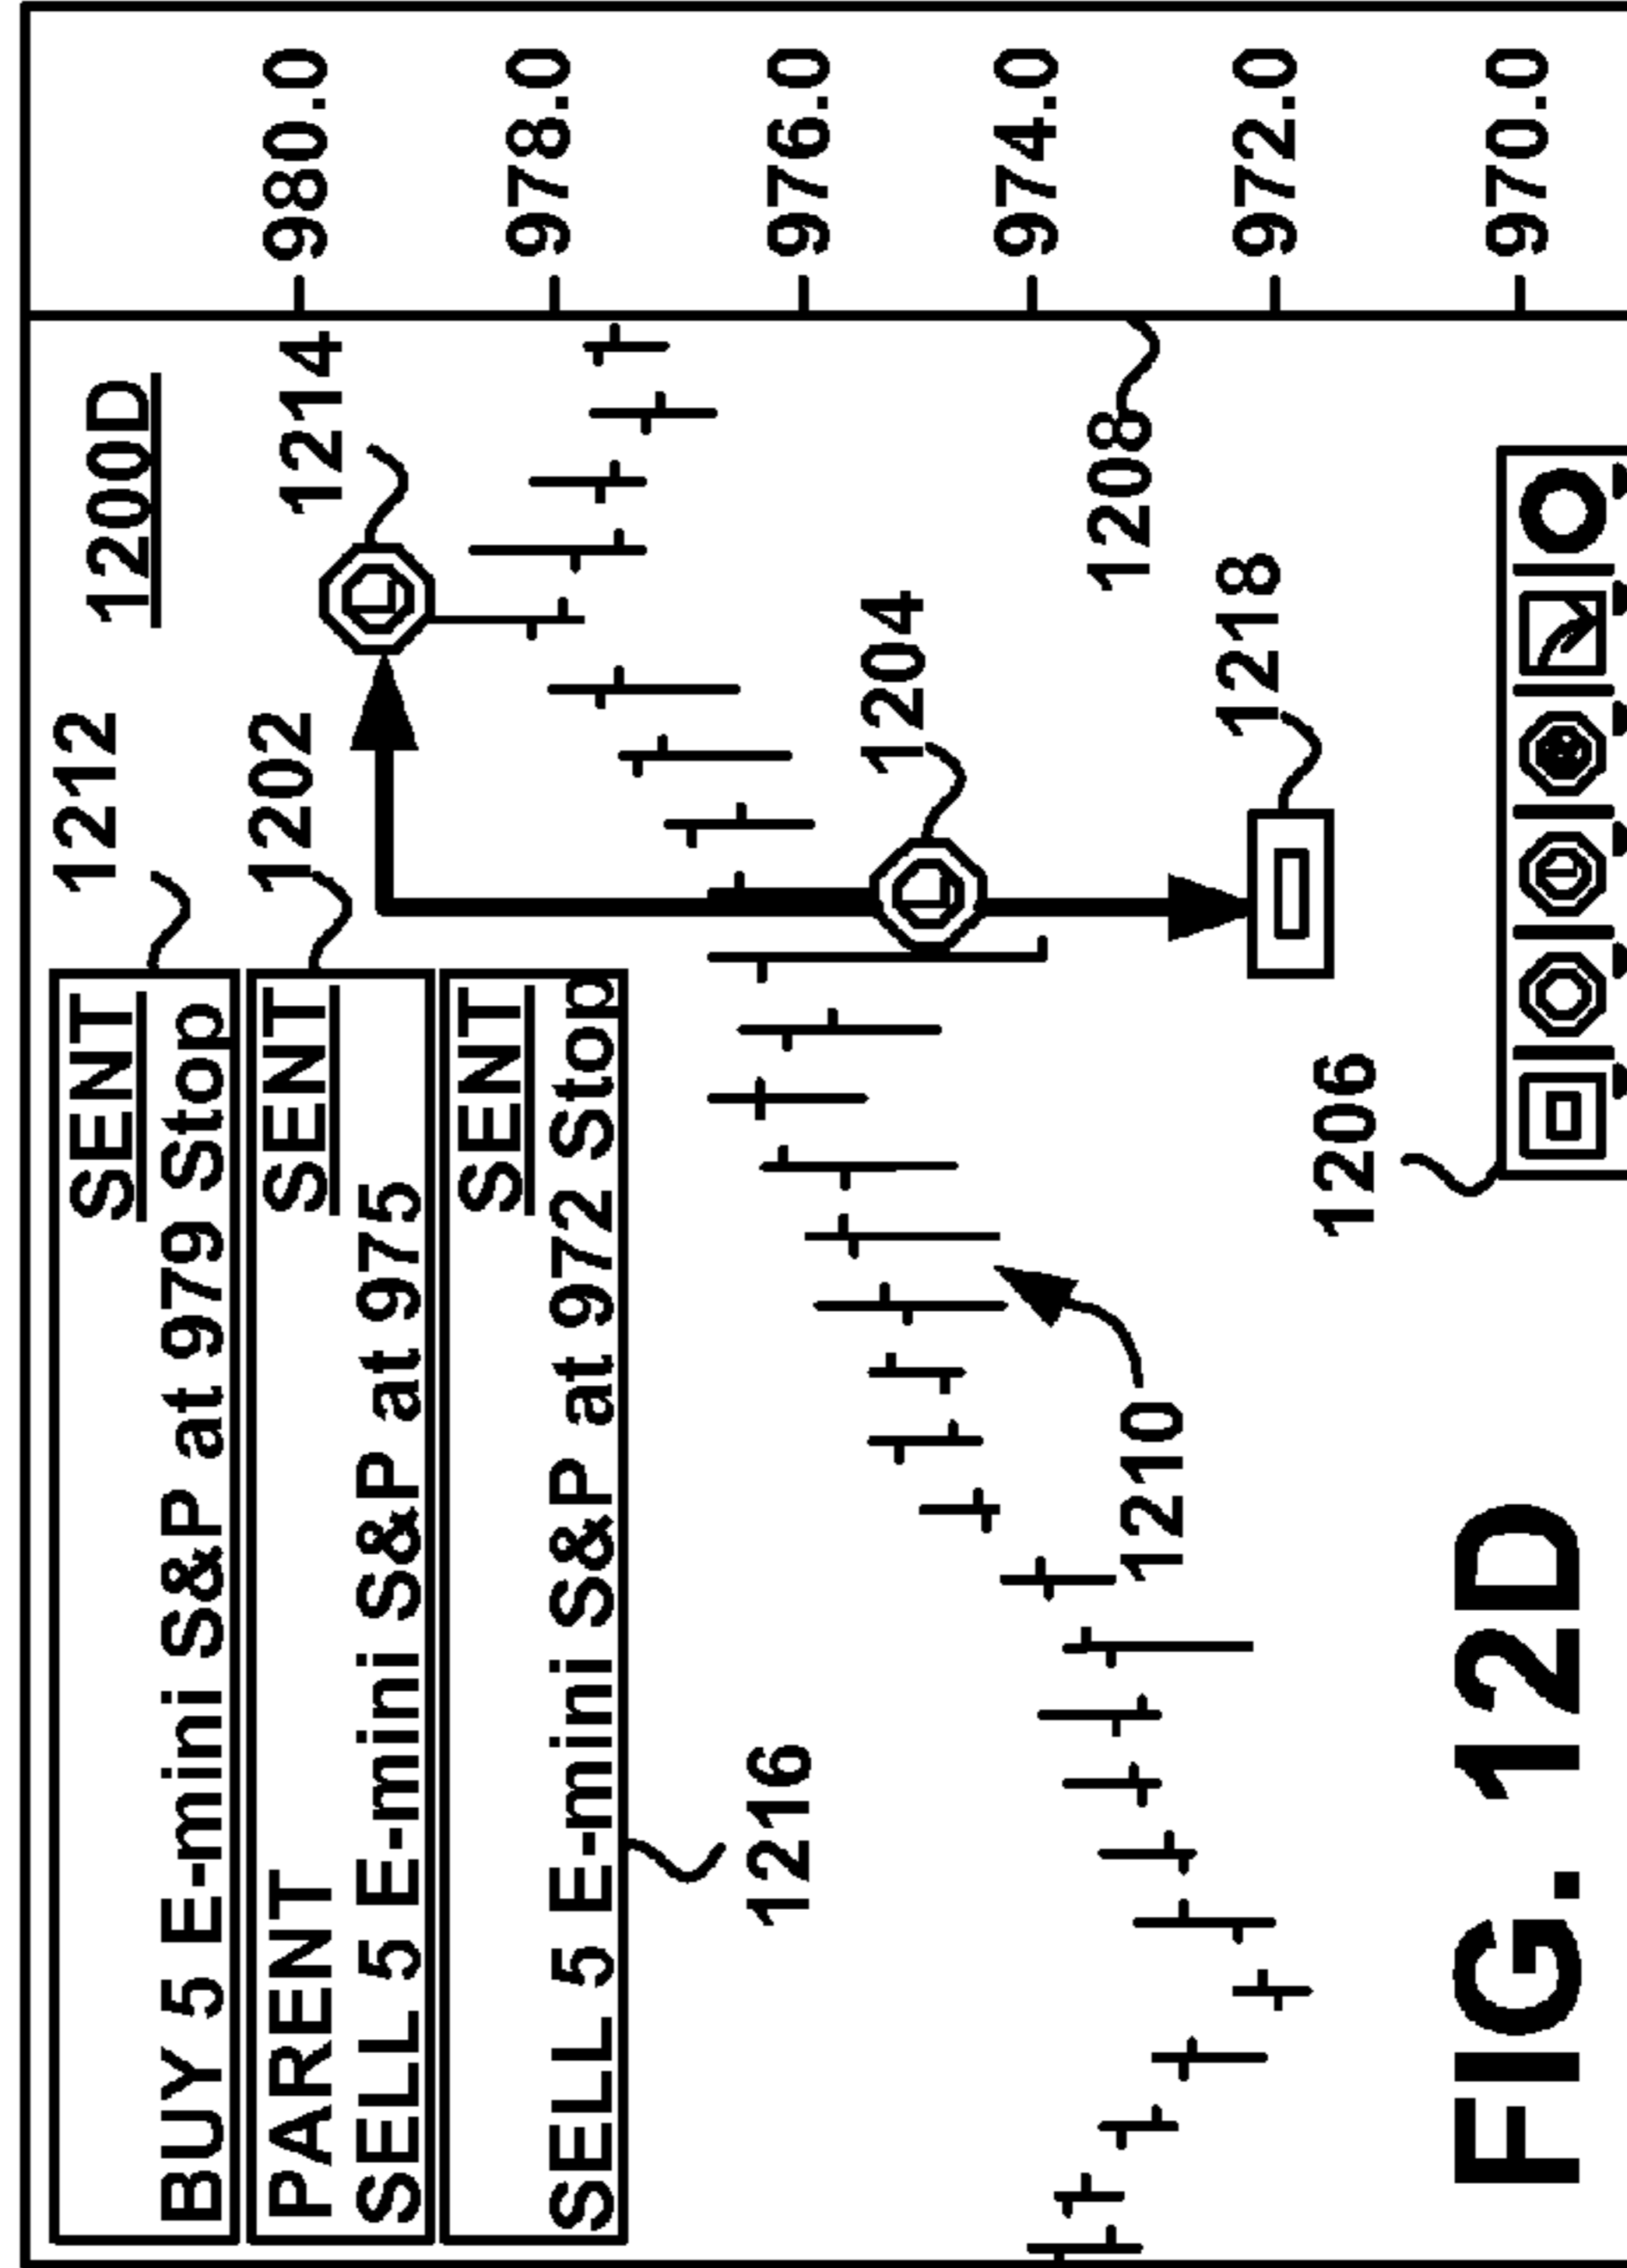 1200D
1212
SENT
BUY 5 E-mini S&P at 979 Stop
1202
PARENT SENT
SELL 5 E-mini S&P at 975
SENT
SELL 5 E-mini S&P at 972 Stop
1216
1214
980.0
978.0
976.0
974.0
972.0
970.0
L
1204
L
1208
1218
1210
1206
FIG. 12D